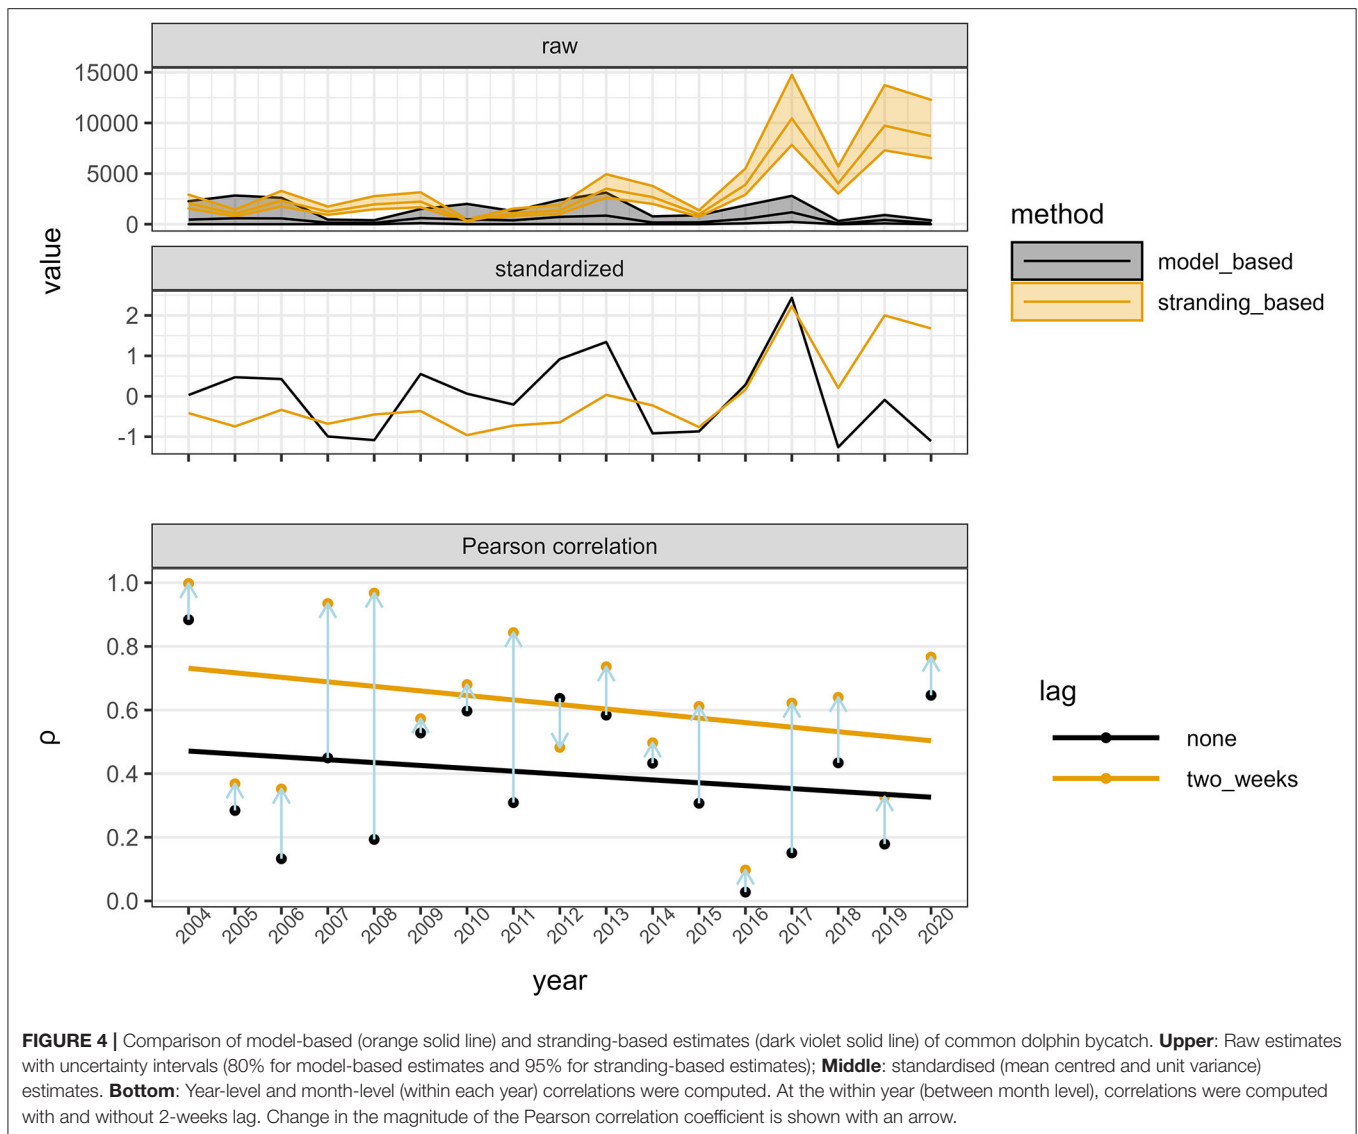 raw
15000
10000
5000
0
standardized
2
1
0
-1
value
method
model_based
stranding_based
Pearson correlation
1.0
0.8
0.6
0.4
0.2
0.0
ρ
2004 2005 2006 2007 2008 2009 2010 2011 2012 2013 2014 2015 2016 2017 2018 2019 2020
year
lag
none
two_weeks
FIGURE 4 | Comparison of model-based (orange solid line) and stranding-based estimates (dark violet solid line) of common dolphin bycatch. Upper: Raw estimates
with uncertainty intervals (80% for model-based estimates and 95% for stranding-based estimates); Middle: standardised (mean centred and unit variance)
estimates. Bottom: Year-level and month-level (within each year) correlations were computed. At the within year (between month level), correlations were computed
with and without 2-weeks lag. Change in the magnitude of the Pearson correlation coefficient is shown with an arrow.